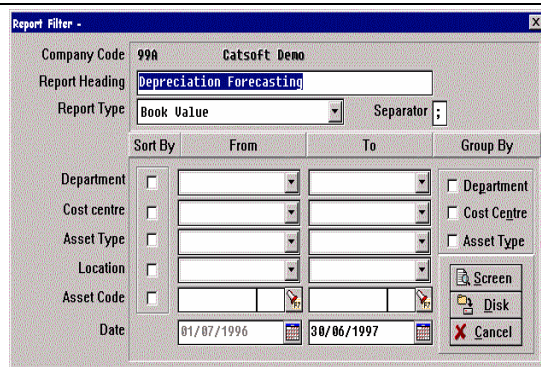 Report Filter -
Company Code 99A Catsoft Demo
Report Heading Depreciation Forecasting
Report Type Book Value Separator ;
Sort By From To Group By
Department Department
Cost centre Cost Centre
Asset Type Asset Type
Location
Screen
Asset Code Disk
Date 01/07/1996 30/06/1997 Cancel